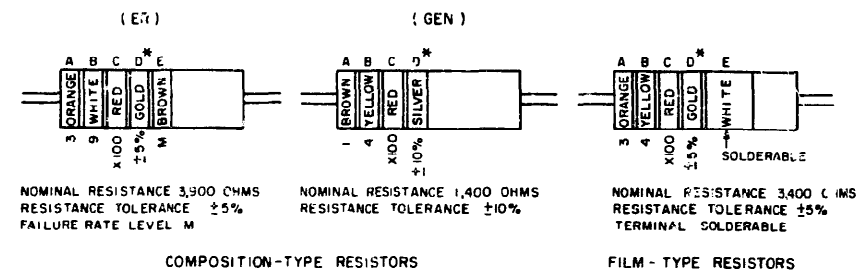 (ER) (GEN)
A B C D* E
ORANGE WHITE RED GOLD BROWN
3 9 X100 ±5% M
NOMINAL RESISTANCE 3,900 OHMS
RESISTANCE TOLERANCE ±5%
FAILURE RATE LEVEL M
A B C D*
BROWN YELLOW RED SILVER
1 4 X100 ±10%
NOMINAL RESISTANCE 1,400 OHMS
RESISTANCE TOLERANCE ±10%
COMPOSITION-TYPE RESISTORS
A B C D* E
ORANGE YELLOW RED GOLD WHITE
3 4 X100 ±5%
SOLDERABLE
NOMINAL RESISTANCE 3,400 OHMS
RESISTANCE TOLERANCE ±5%
TERMINAL SOLDERABLE
FILM-TYPE RESISTORS